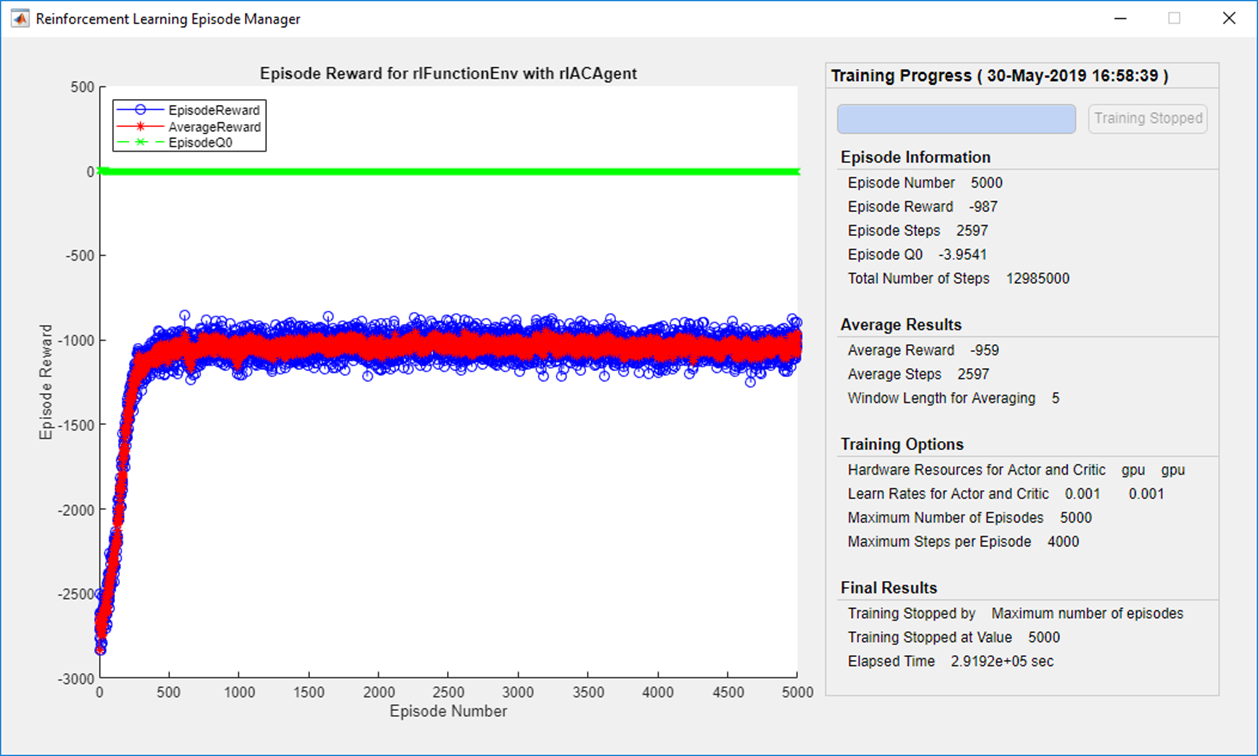 Reinforcement Learning Episode Manager
Episode Reward for rlFunctionEnv with rlACAgent
500
0
-500
-1000
-1500
-2000
-2500
-3000
Episode Reward
EpisodeReward
AverageReward
EpisodeQ0
0 500 1000 1500 2000 2500 3000 3500 4000 4500 5000
Episode Number
Training Progress ( 30-May-2019 16:58:39 )
Training Stopped
Episode Information
Episode Number 5000
Episode Reward -987
Episode Steps 2597
Episode Q0 -3.9541
Total Number of Steps 12985000
Average Results
Average Reward -959
Average Steps 2597
Window Length for Averaging 5
Training Options
Hardware Resources for Actor and Critic gpu gpu
Learn Rates for Actor and Critic 0.001 0.001
Maximum Number of Episodes 5000
Maximum Steps per Episode 4000
Final Results
Training Stopped by Maximum number of episodes
Training Stopped at Value 5000
Elapsed Time 2.9192e+05 sec